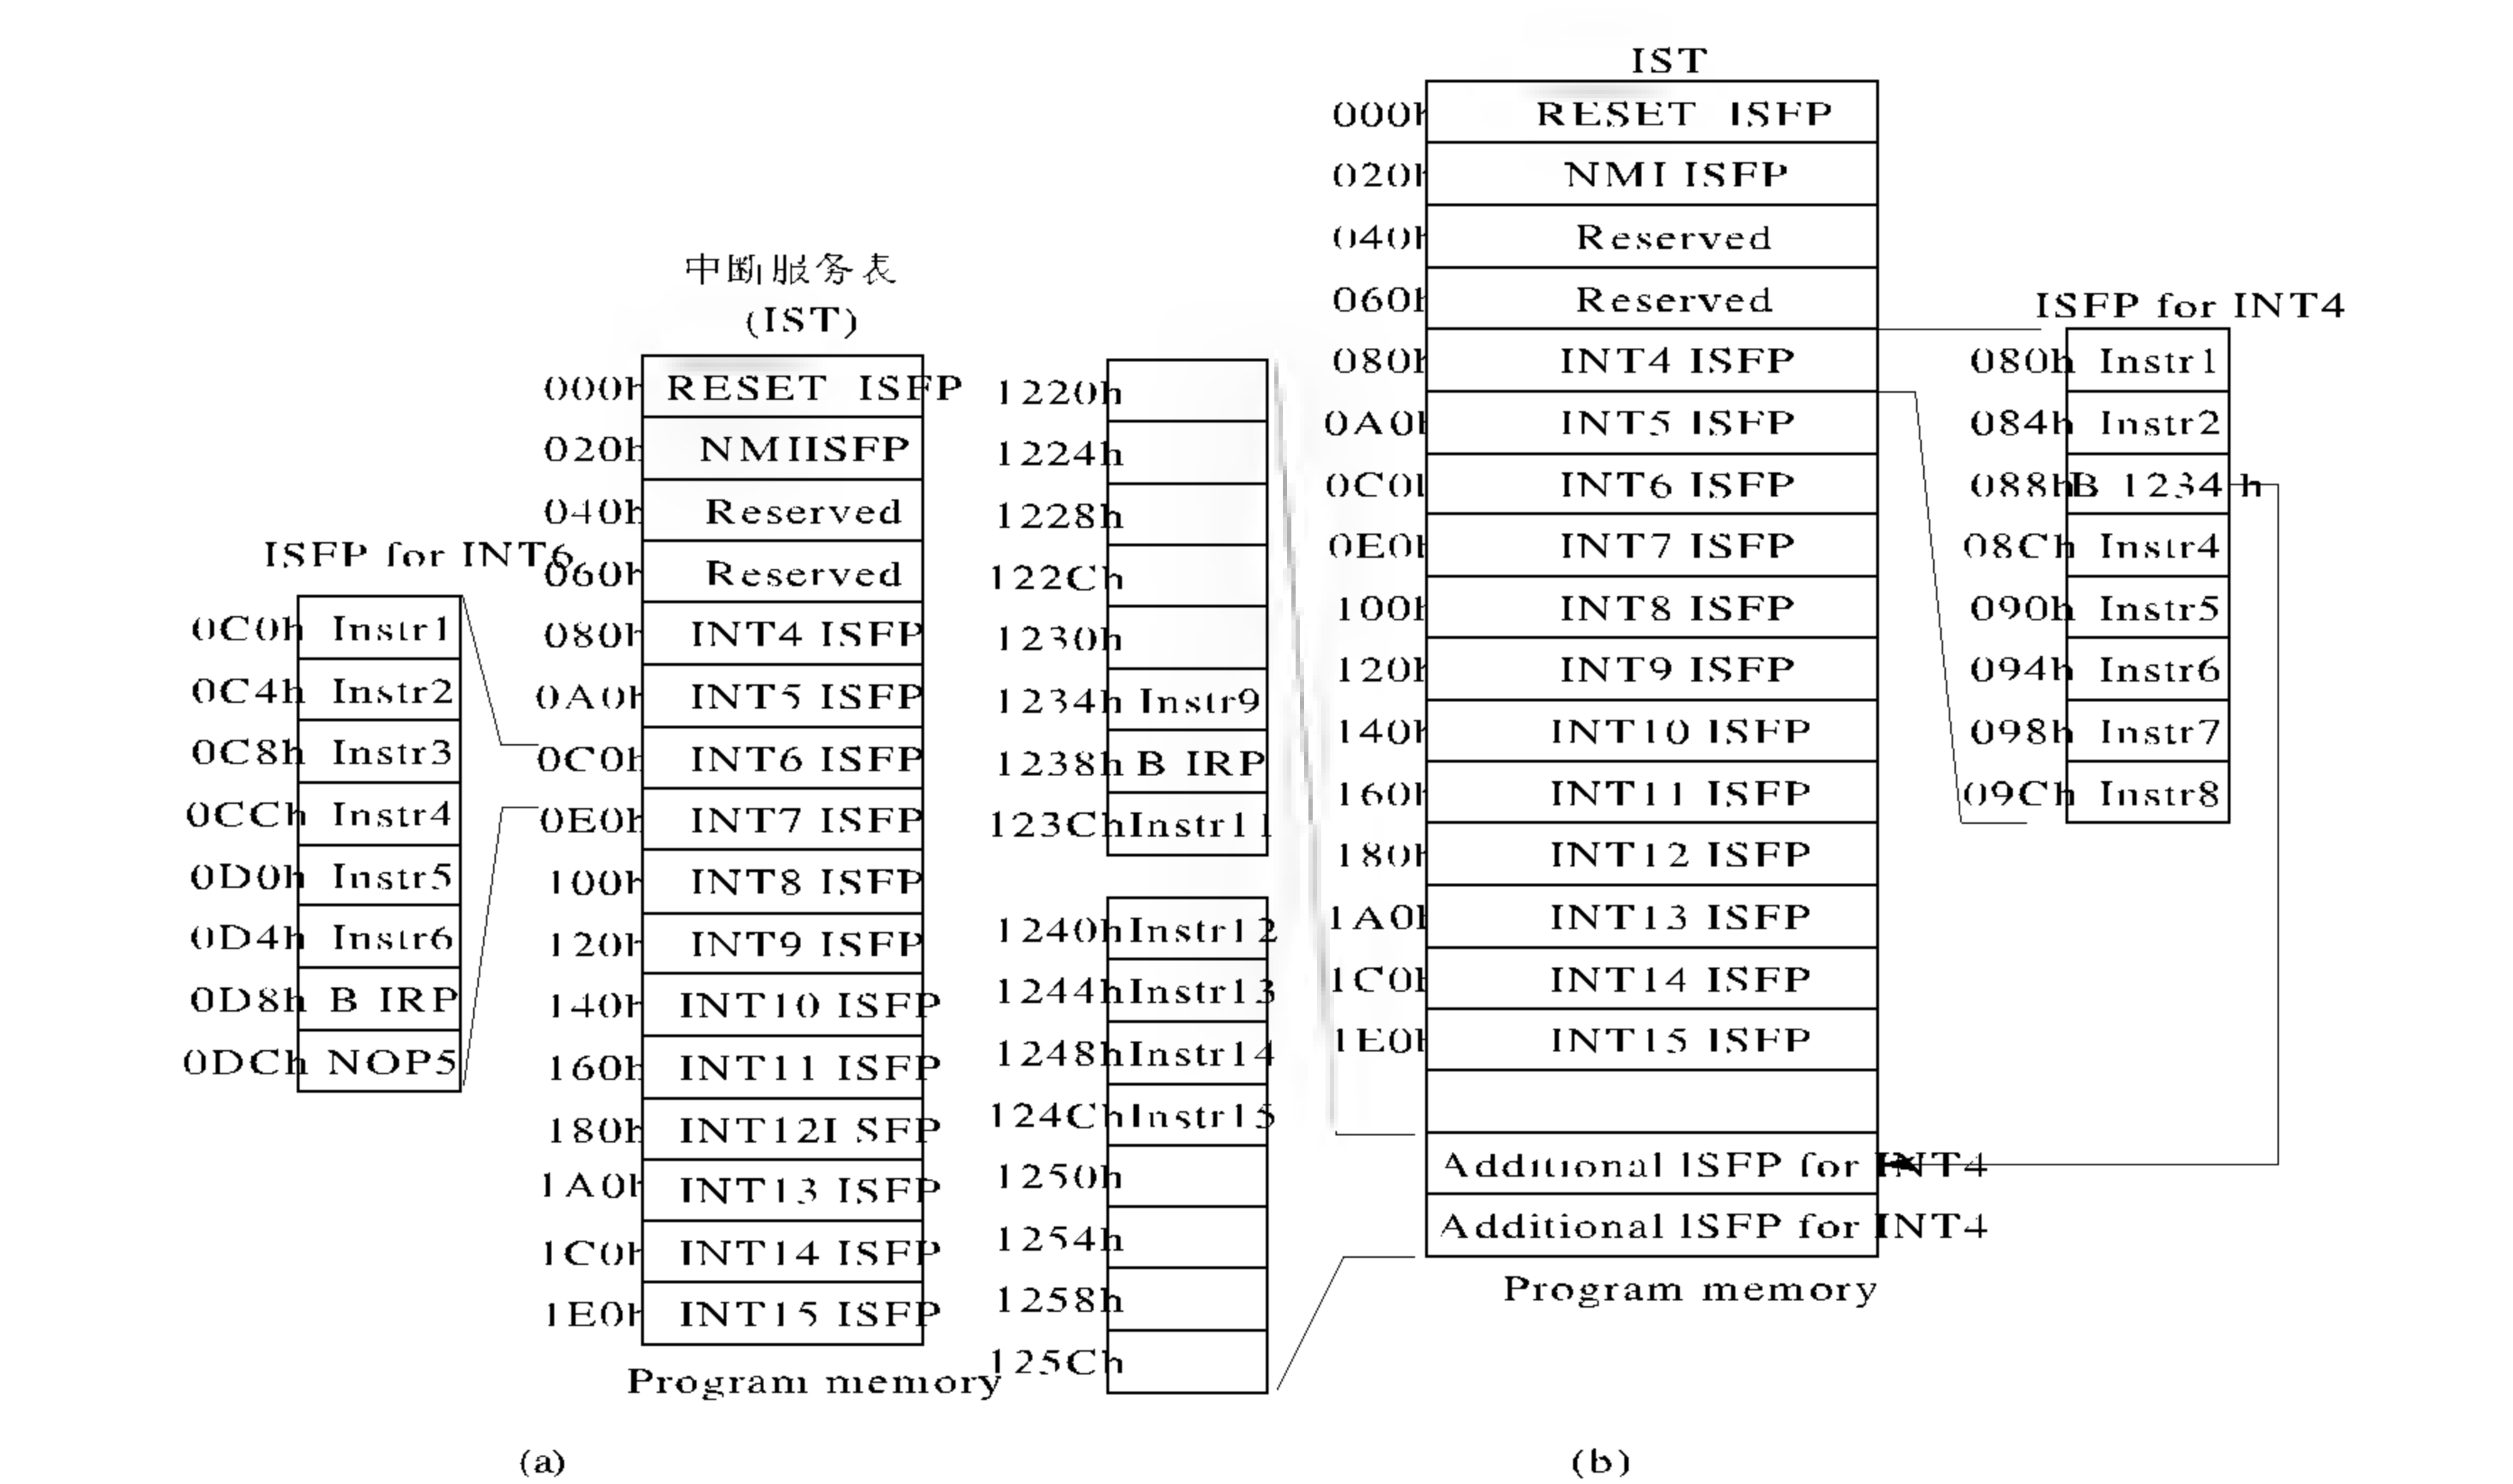 ISFP for INT6
0C0h Instr1
0C4h Instr2
0C8h Instr3
0CCh Instr4
0D0h Instr5
0D4h Instr6
0D8h B IRP
0DCh NOP5
中断服务表
(IST)
000h RESET ISFP
020h NMIISFP
040h Reserved
060h Reserved
080h INT4 ISFP
0A0h INT5 ISFP
0C0h INT6 ISFP
0E0h INT7 ISFP
100h INT8 ISFP
120h INT9 ISFP
140h INT10 ISFP
160h INT11 ISFP
180h INT12I SFP
1A0h INT13 ISFP
1C0h INT14 ISFP
1E0h INT15 ISFP
Program memory
(a)
1220h
1224h
1228h
122Ch
1230h
1234h Instr9
1238h B IRP
123Ch Instr11
1240h Instr12
1244h Instr13
1248h Instr14
124Ch Instr15
1250h
1254h
1258h
125Ch
IST
000h RESET ISFP
020h NMI ISFP
040h Reserved
060h Reserved
080h INT4 ISFP
0A0h INT5 ISFP
0C0h INT6 ISFP
0E0h INT7 ISFP
100h INT8 ISFP
120h INT9 ISFP
140h INT10 ISFP
160h INT11 ISFP
180h INT12 ISFP
1A0h INT13 ISFP
1C0h INT14 ISFP
1E0h INT15 ISFP
Additional ISFP for INT4
Additional ISFP for INT4
Program memory
ISFP for INT4
080h Instr1
084h Instr2
088h B 1234 h
08Ch Instr4
090h Instr5
094h Instr6
098h Instr7
09Ch Instr8
(b)